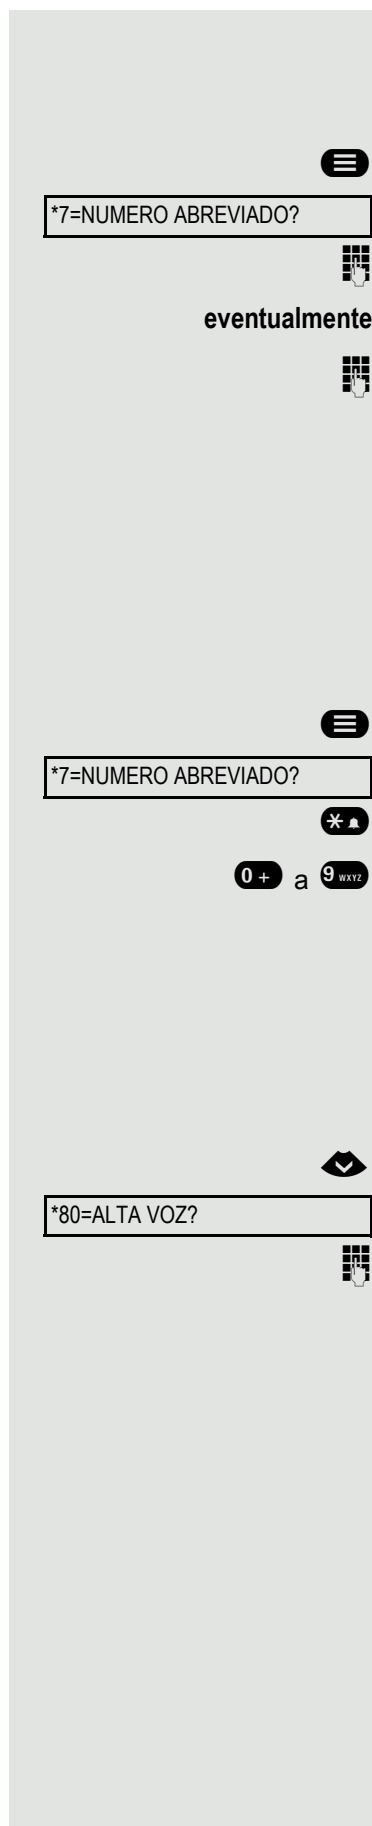 *7=NUMERO ABREVIADO?
eventualmente
*7=NUMERO ABREVIADO?
0 + a 9 WXYZ
*80=ALTA VOZ?